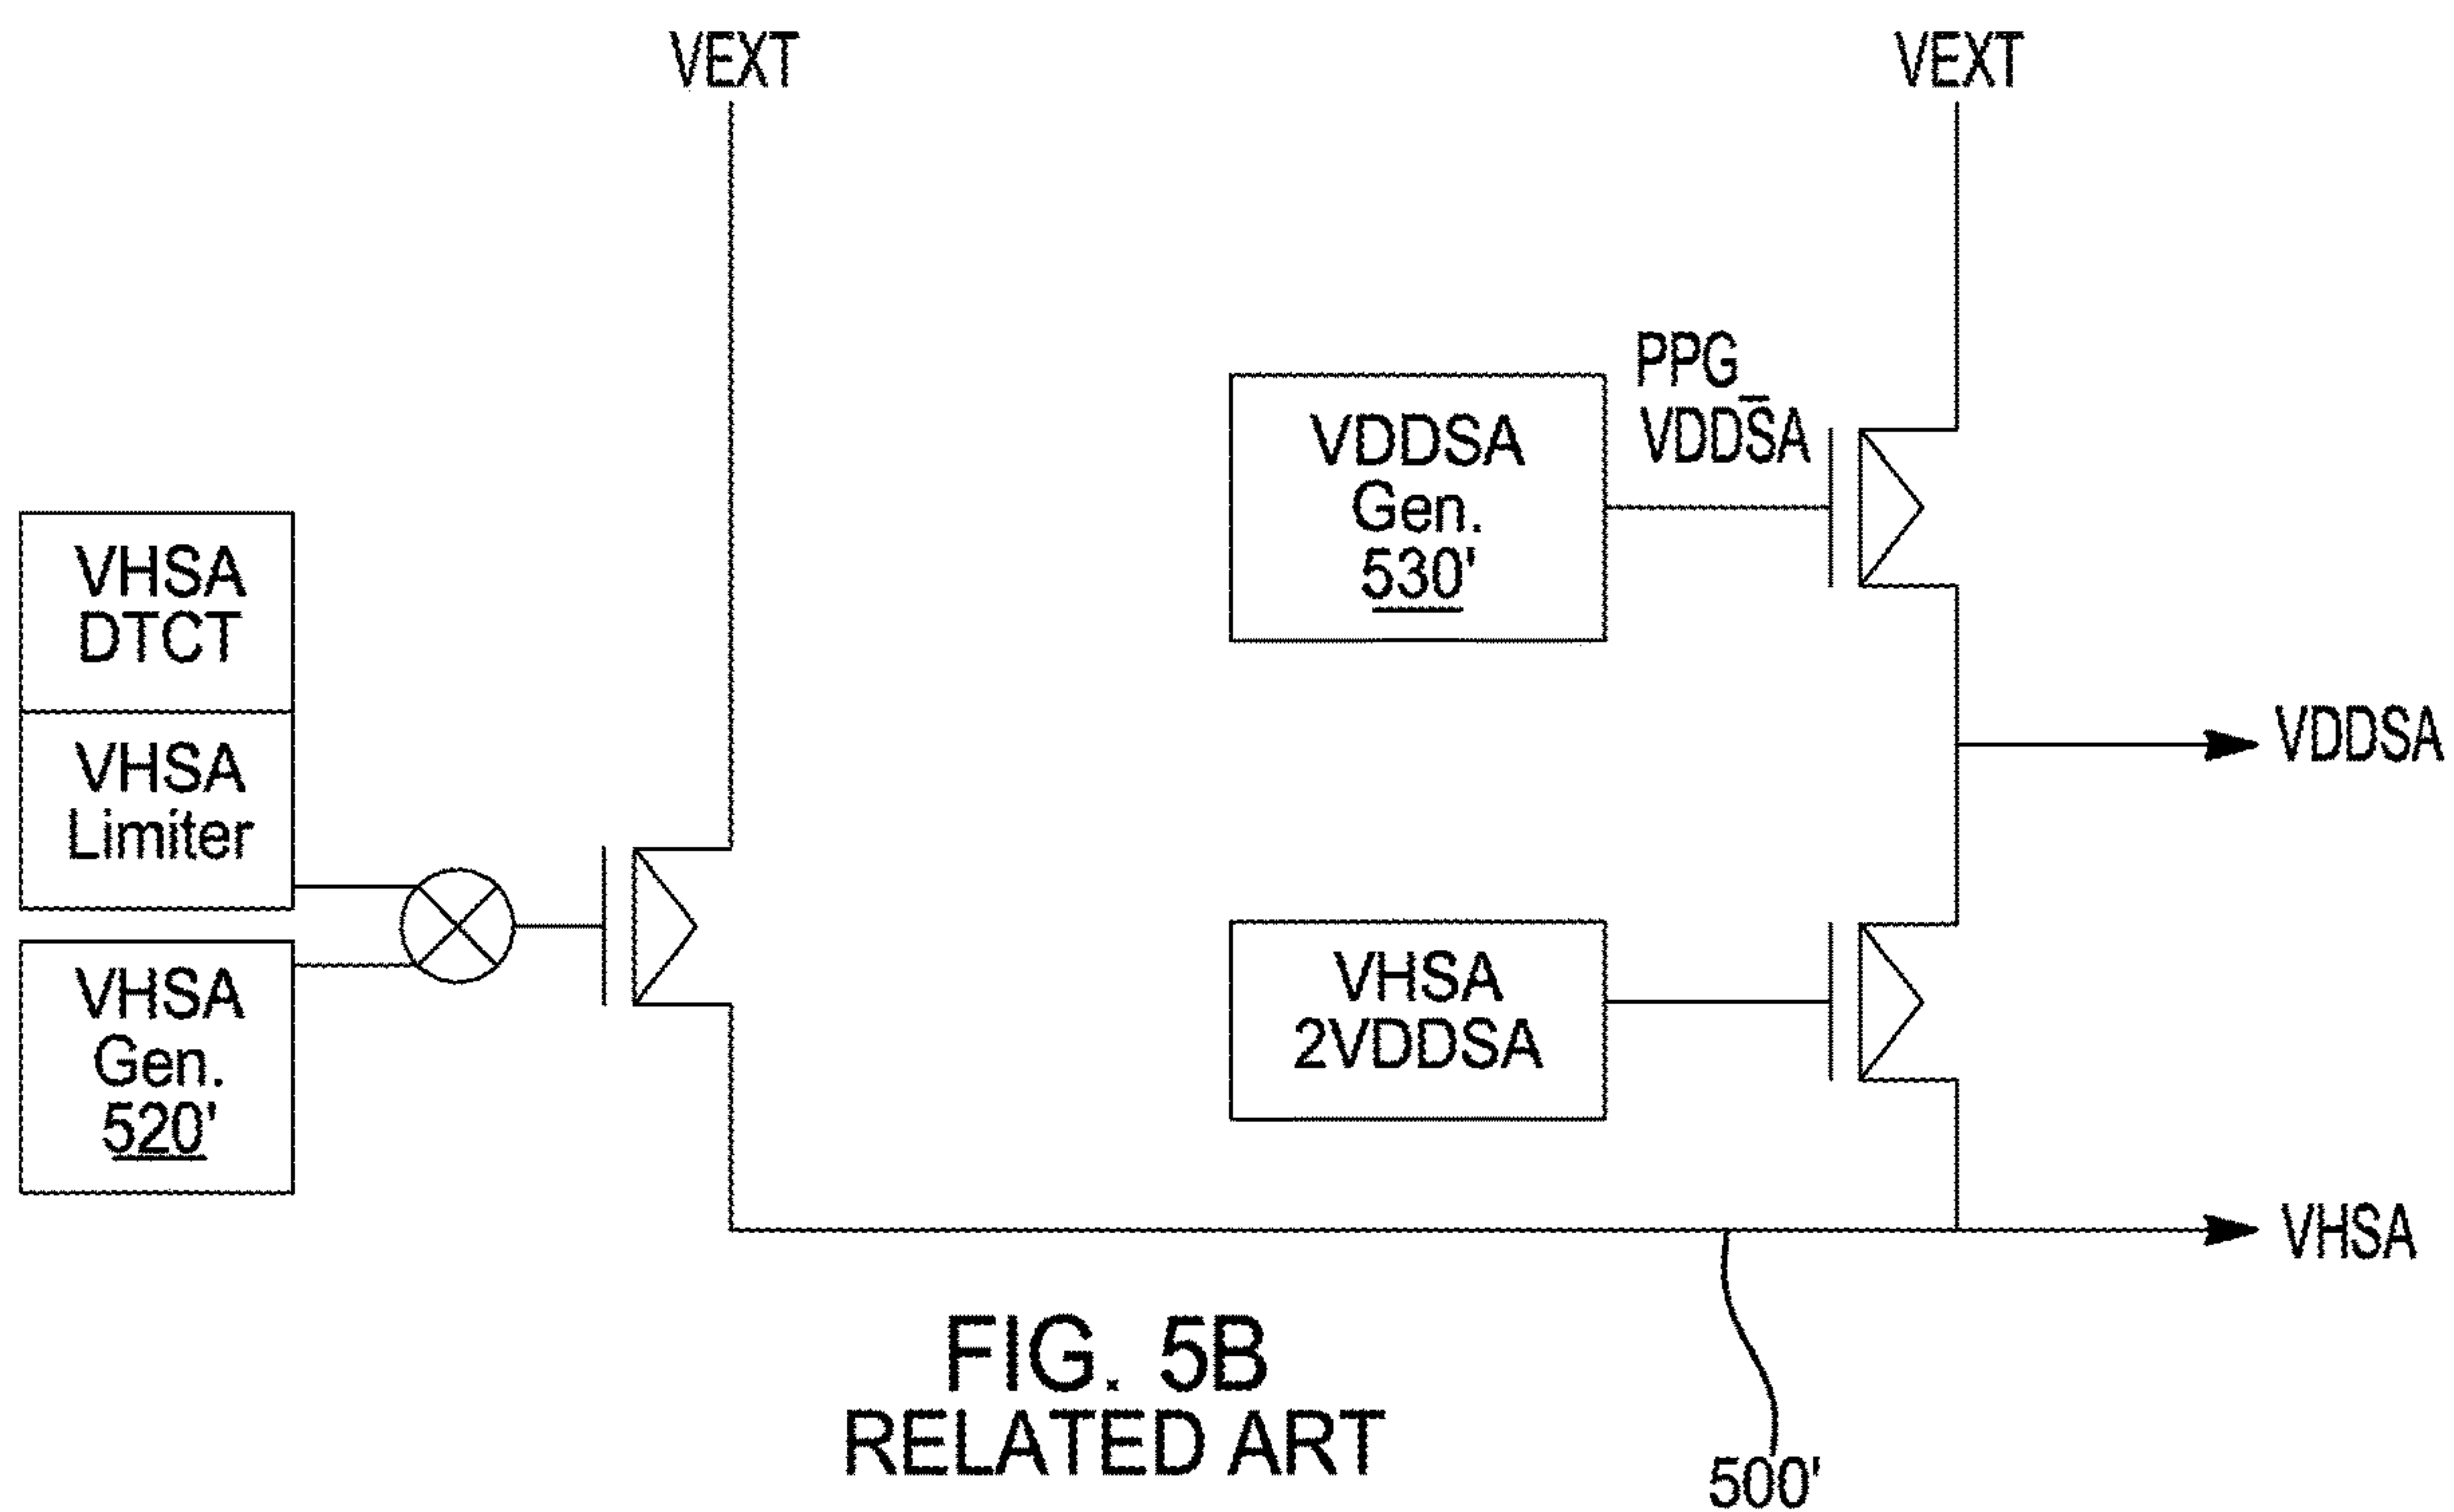 VEXT
VEXT
PPG_
VDDSA
VDDSA
Gen.
530'
VHSA
DTCT
VHSA
Limiter
VDDSA
VHSA
Gen.
520'
VHSA
2VDDSA
VHSA
FIG. 5B
RELATED ART
500'